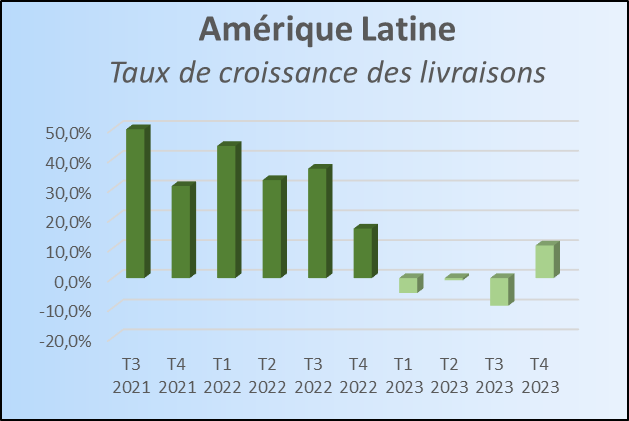 Amérique Latine
Taux de croissance des livraisons
50,0%
40,0%
30,0%
20,0%
10,0%
0,0%
-10,0%
-20,0%
T3 T4 T1 T2 T3 T4 T1 T2 T3 T4
2021 2021 2022 2022 2022 2022 2023 2023 2023 2023